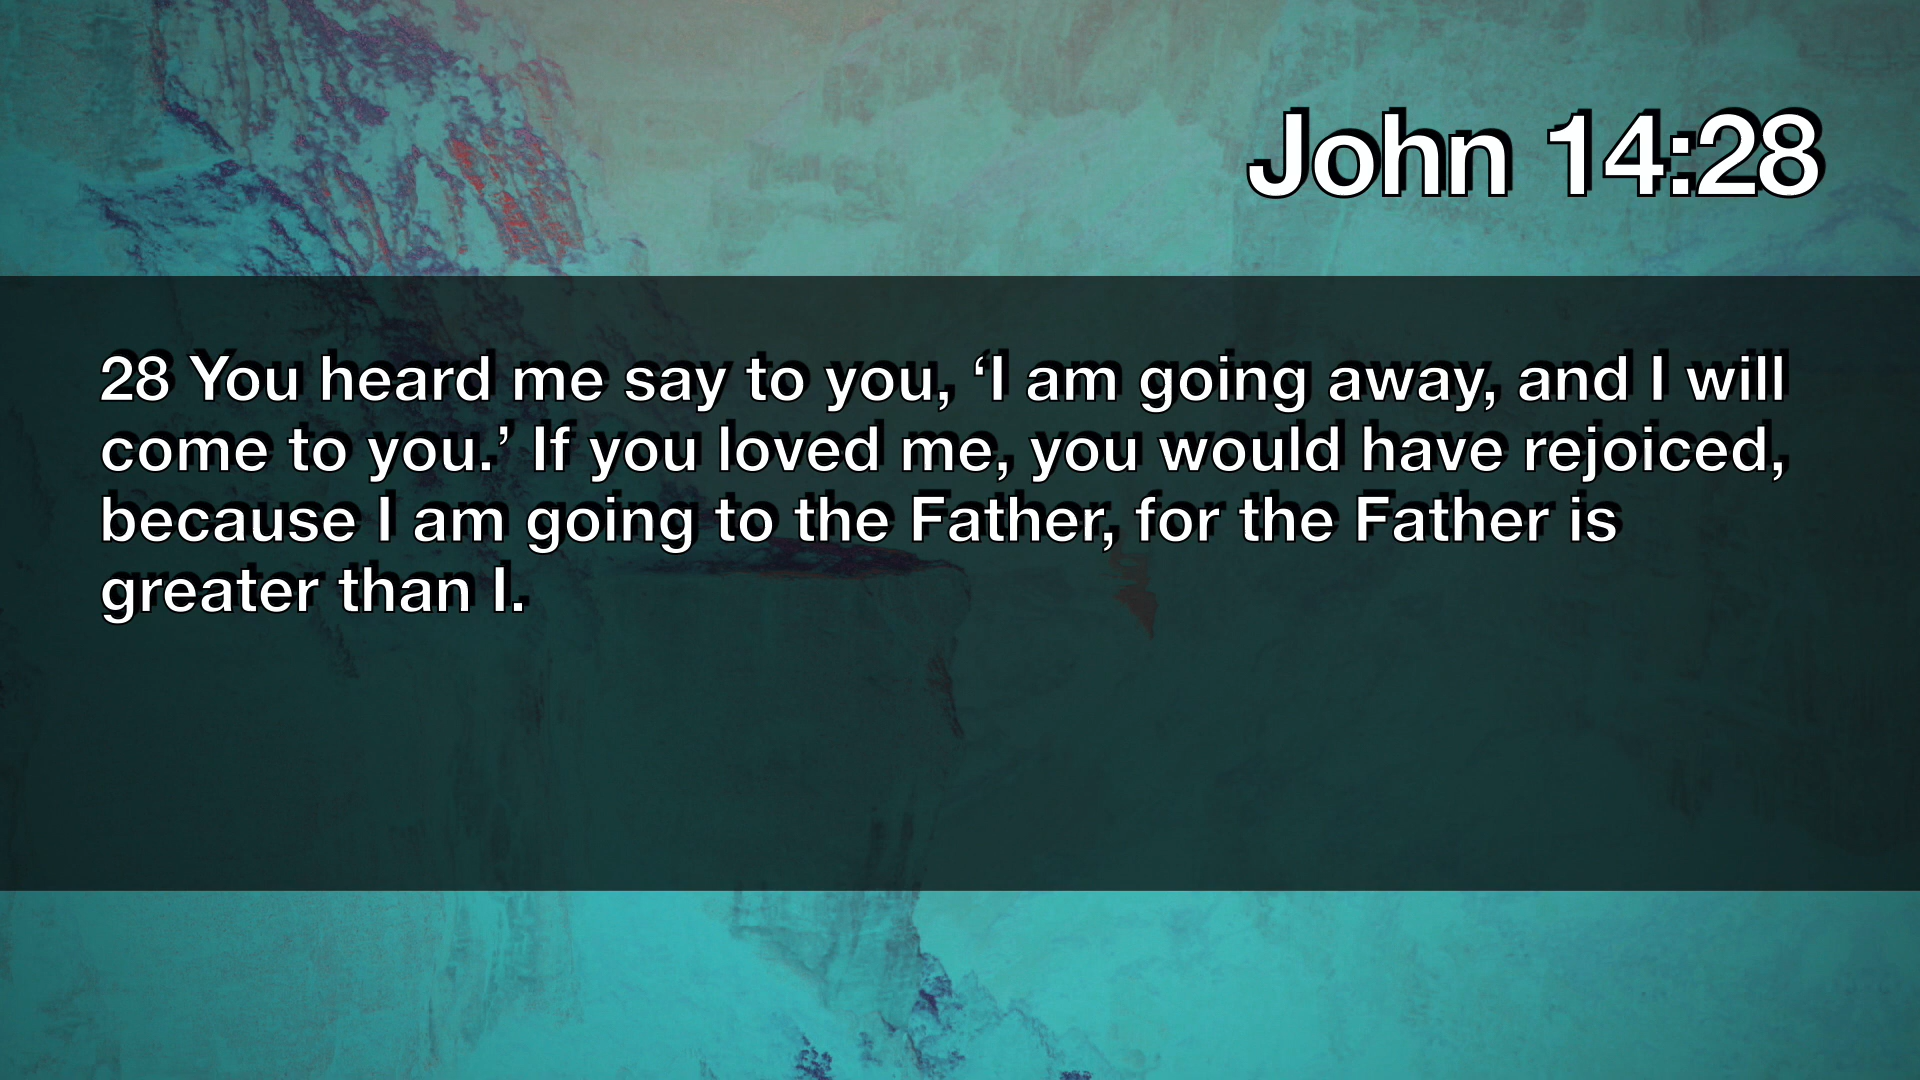 John 14:28
28 You heard me say to you, ‘I am going away, and I will
come to you.’ If you loved me, you would have rejoiced,
because I am going to the Father, for the Father is
greater than I.